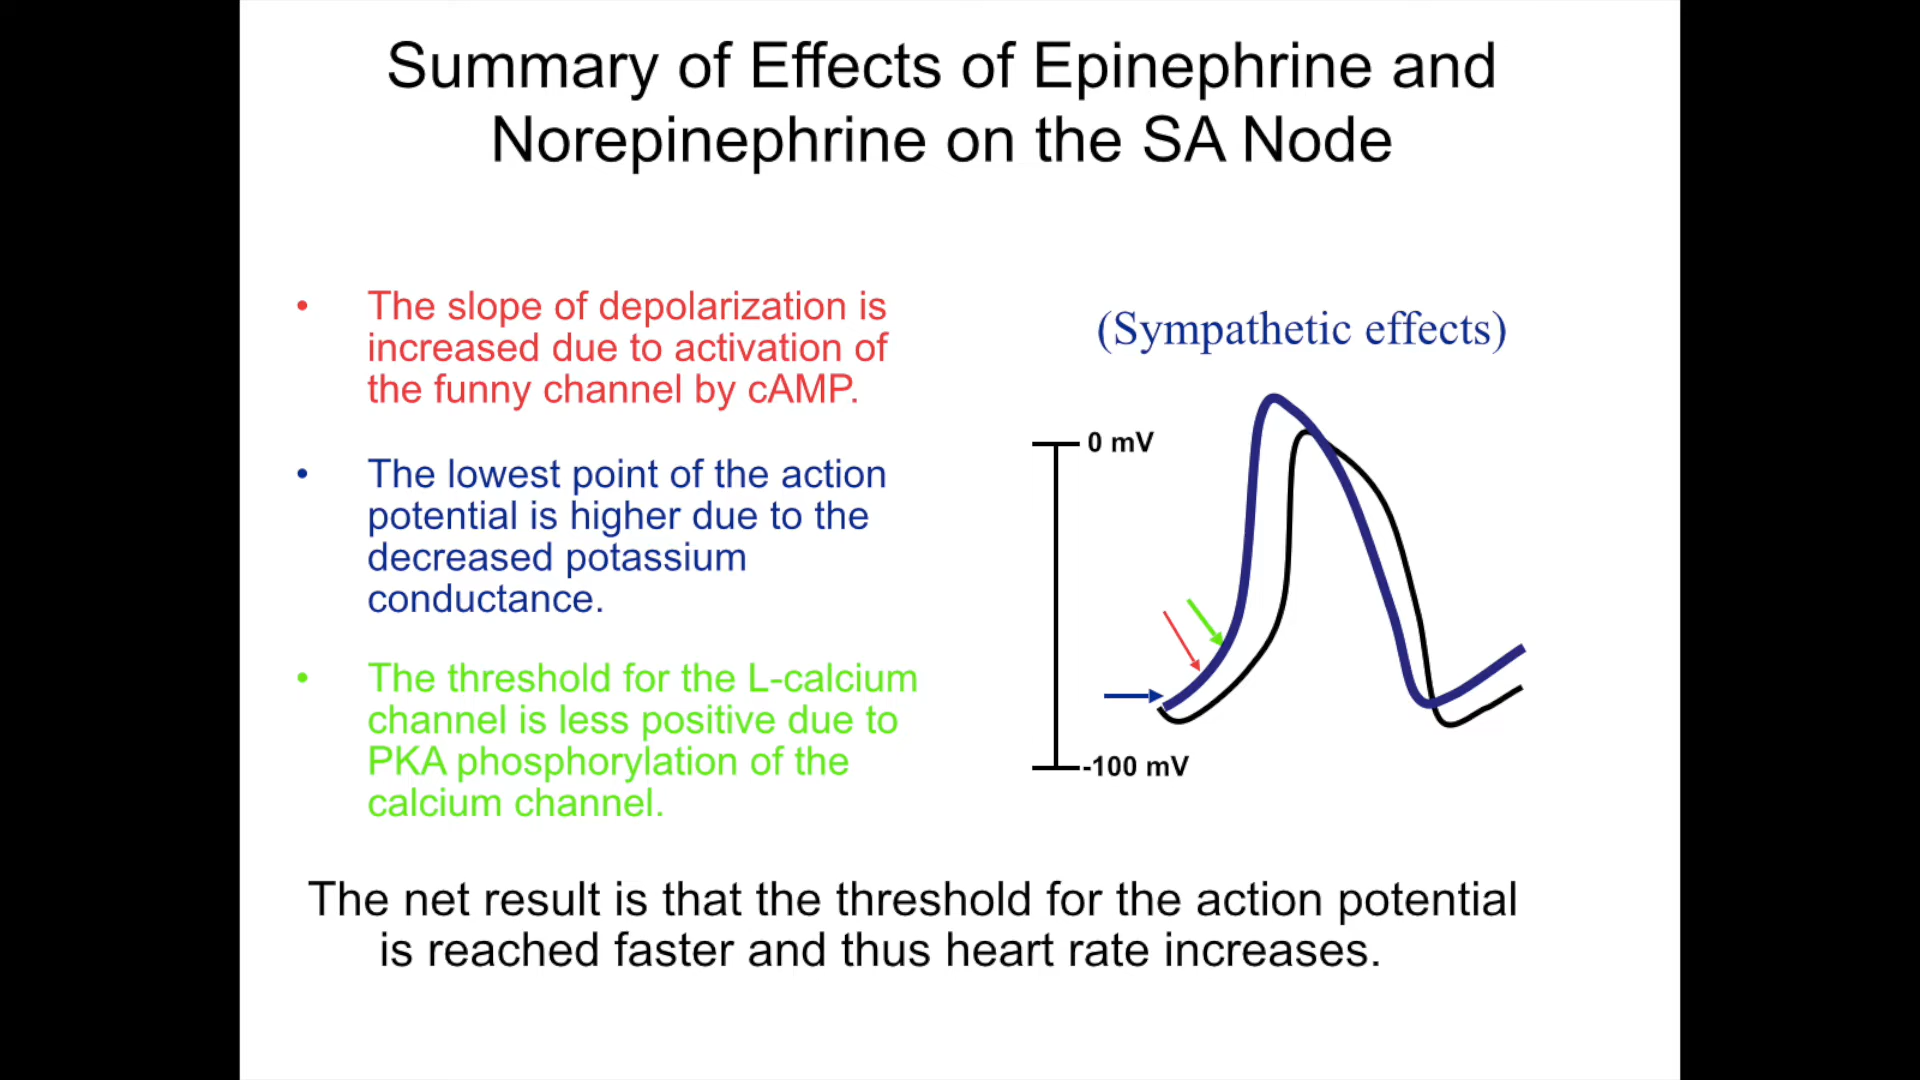 Summary of Effects of Epinephrine and
Norepinephrine on the SA Node
• The slope of depolarization is
increased due to activation of
the funny channel by cAMP.
• The lowest point of the action
potential is higher due to the
decreased potassium
conductance.
• The threshold for the L-calcium
channel is less positive due to
PKA phosphorylation of the
calcium channel.
(Sympathetic effects)
0 mV
-100 mV
The net result is that the threshold for the action potential
is reached faster and thus heart rate increases.